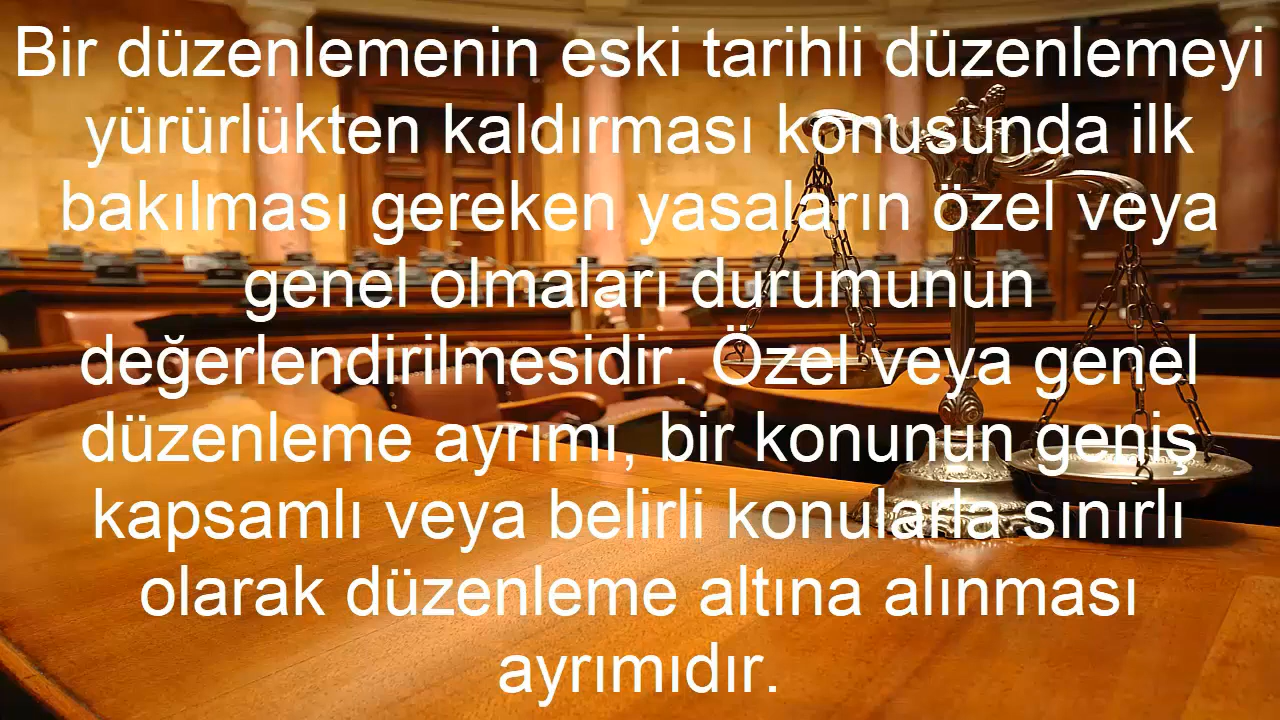 Bir düzenlemenin eski tarihli düzenlemeyi
yürürlükten kaldırması konusunda ilk
bakılması gereken yasaların özel veya
genel olmaları durumunun
değerlendirilmesidir. Özel veya genel
düzenleme ayrımı, bir konunun geniş
kapsamlı veya belirli konularla sınırlı
olarak düzenleme altına alınması
ayrımıdır.